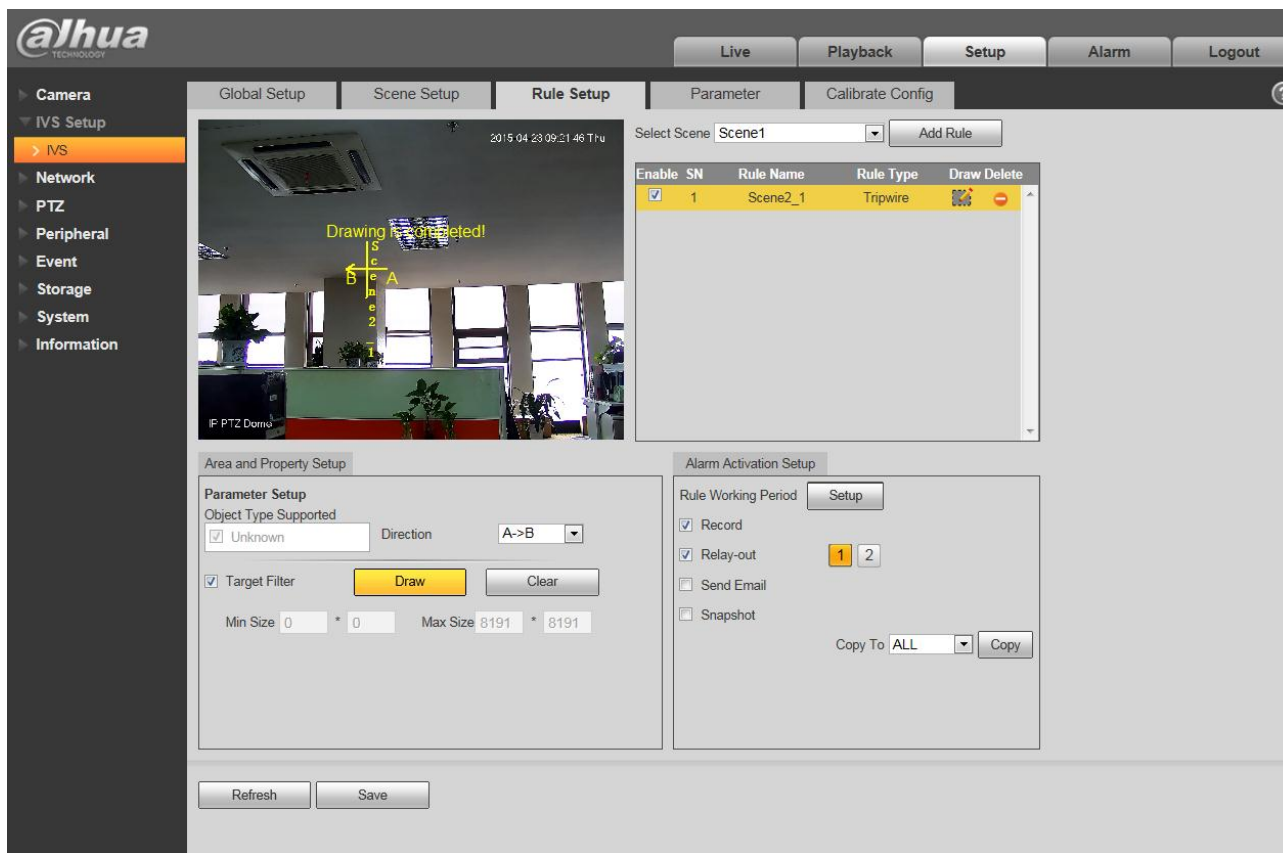 alhua
TECHNOLOGY
Live Playback Setup Alarm Logout
Camera
IVS Setup
IVS
Network
PTZ
Peripheral
Event
Storage
System
Information
Global Setup Scene Setup Rule Setup Parameter Calibrate Config
2015-04-23 09:21:46 Thu
Drawing is completed!
Scene2_1
B A
IP PTZ Dome
Select Scene Scene1 Add Rule
Enable SN Rule Name Rule Type Draw Delete
1 Scene2_1 Tripwire
Area and Property Setup
Parameter Setup
Object Type Supported
Unknown Direction A->B
Target Filter Draw Clear
Min Size 0 * 0 Max Size 8191 * 8191
Alarm Activation Setup
Rule Working Period Setup
Record
Relay-out 1 2
Send Email
Snapshot
Copy To ALL Copy
Refresh Save